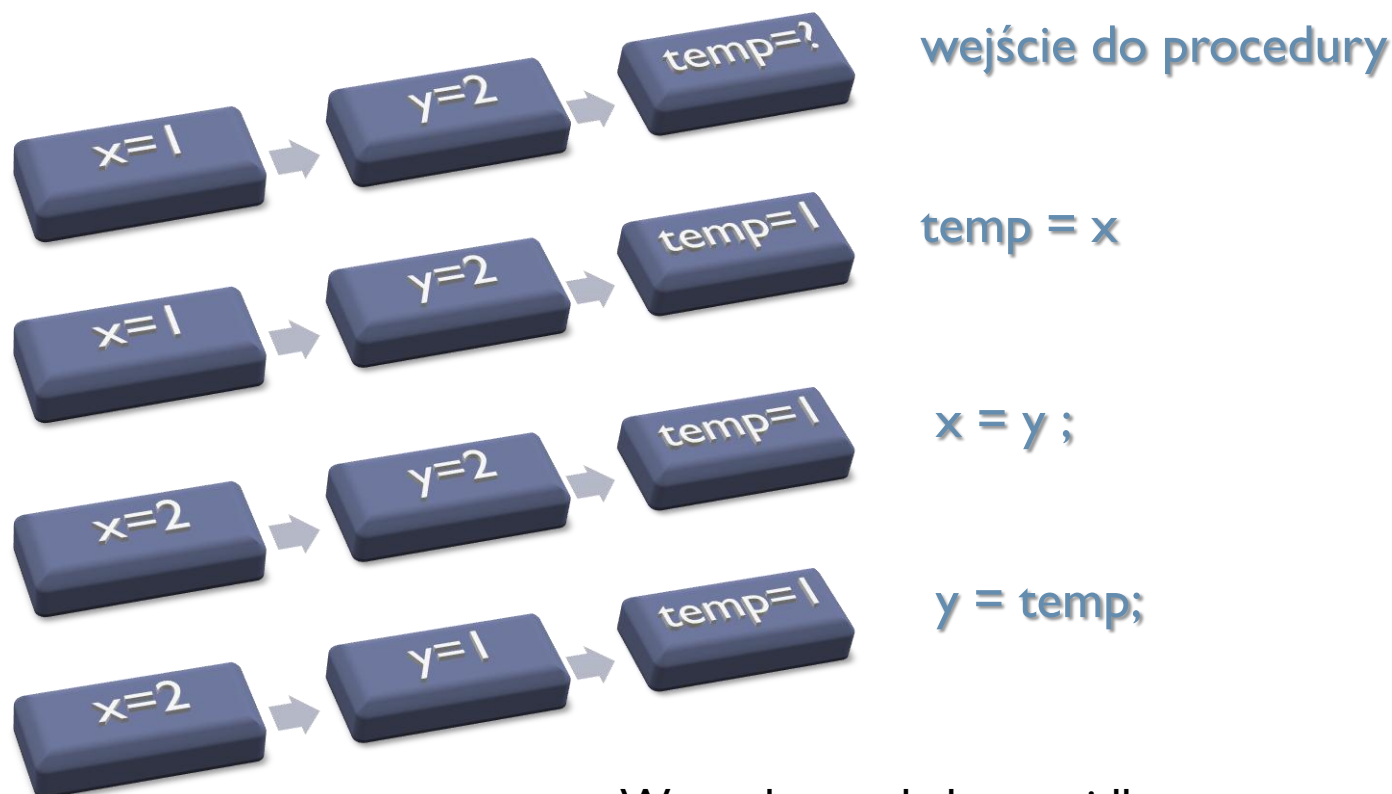 x=1 y=2 temp=? wejście do procedury
x=1 y=2 temp=1 temp = x
x=2 y=2 temp=1 x = y ;
x=2 y=1 temp=1 y = temp;